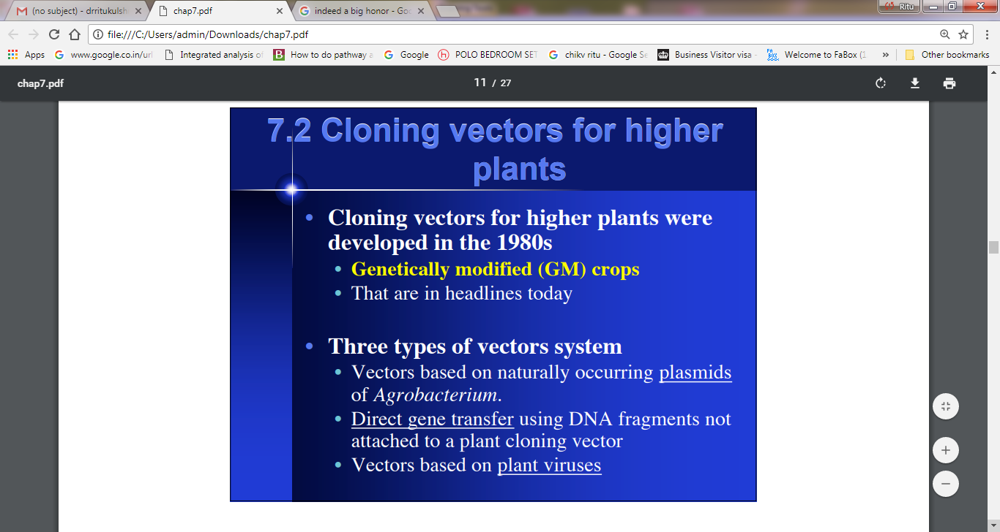 (no subject) - drritukulsh
chap7.pdf
indeed a big honor - Goo
Ritu
file:///C:/Users/admin/Downloads/chap7.pdf
Apps
www.google.co.in/url
Integrated analysis of
How to do pathway a
Google
POLO BEDROOM SET
chikv ritu - Google Se
Business Visitor visa -
Welcome to FaBox (1
»
Other bookmarks
chap7.pdf
11 / 27
7.2 Cloning vectors for higher
plants
• Cloning vectors for higher plants were
developed in the 1980s
• Genetically modified (GM) crops
• That are in headlines today
• Three types of vectors system
• Vectors based on naturally occurring plasmids
of Agrobacterium.
• Direct gene transfer using DNA fragments not
attached to a plant cloning vector
• Vectors based on plant viruses